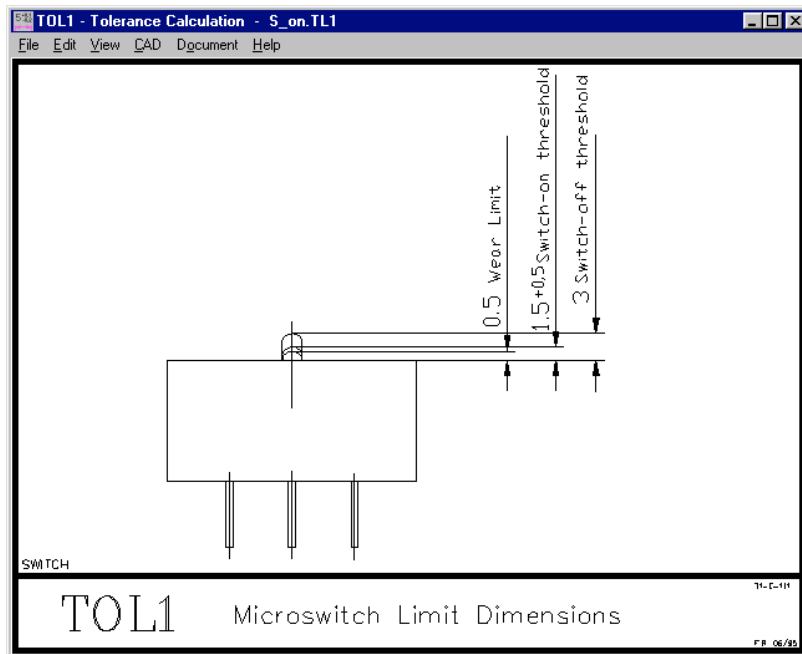 TOL1 - Tolerance Calculation - S_on.TL1
File Edit View CAD Document Help
0.5 Wear Limit
1.5+0,5 Switch-on threshold
3 Switch-off threshold
SWITCH
TOL1 Microswitch Limit Dimensions